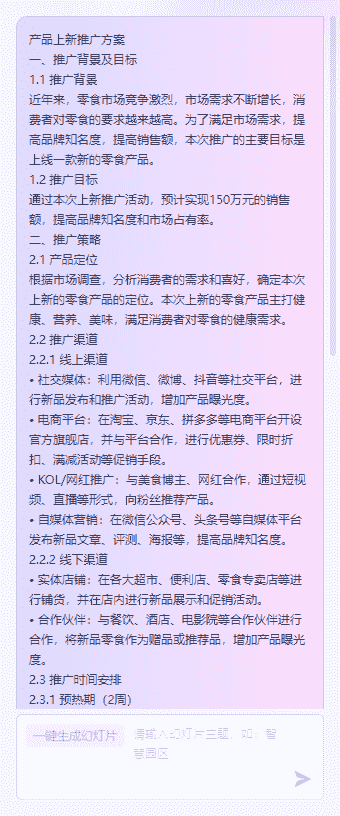 产品上新推广方案
一、推广背景及目标
1.1 推广背景
近年来，零食市场竞争激烈，市场需求不断增长，消
费者对零食的要求越来越高。为了满足市场需求，提
高品牌知名度，提高销售额，本次推广的主要目标是
上线一款新的零食产品。
1.2 推广目标
通过本次上新推广活动，预计实现150万元的销售
额，提高品牌知名度和市场占有率。
二、推广策略
2.1 产品定位
根据市场调查，分析消费者的需求和喜好，确定本次
上新的零食产品的定位。本次上新的零食产品主打健
康、营养、美味，满足消费者对零食的健康需求。
2.2 推广渠道
2.2.1 线上渠道
• 社交媒体：利用微信、微博、抖音等社交平台，进
行新品发布和推广活动，增加产品曝光度。
• 电商平台：在淘宝、京东、拼多多等电商平台开设
官方旗舰店，并与平台合作，进行优惠券、限时折
扣、满减活动等促销手段。
• KOL/网红推广：与美食博主、网红合作，通过短视
频、直播等形式，向粉丝推荐产品。
• 自媒体营销：在微信公众号、头条号等自媒体平台
发布新品文章、评测、海报等，提高品牌知名度。
2.2.2 线下渠道
• 实体店铺：在各大超市、便利店、零食专卖店等进
行铺货，并在店内进行新品展示和促销活动。
• 合作伙伴：与餐饮、酒店、电影院等合作伙伴进行
合作，将新品零食作为赠品或推荐品，增加产品曝光
度。
2.3 推广时间安排
2.3.1 预热期（2周）
一键生成幻灯片 请输入幻灯片主题，如：智
慧园区